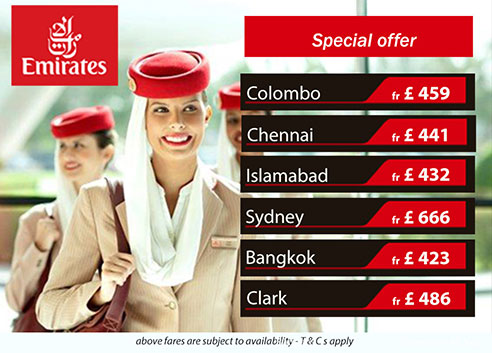 Emirates
Special offer
Colombo fr £ 459
Chennai fr £ 441
Islamabad fr £ 432
Sydney fr £ 666
Bangkok fr £ 423
Clark fr £ 486
above fares are subject to availability - T & C s apply